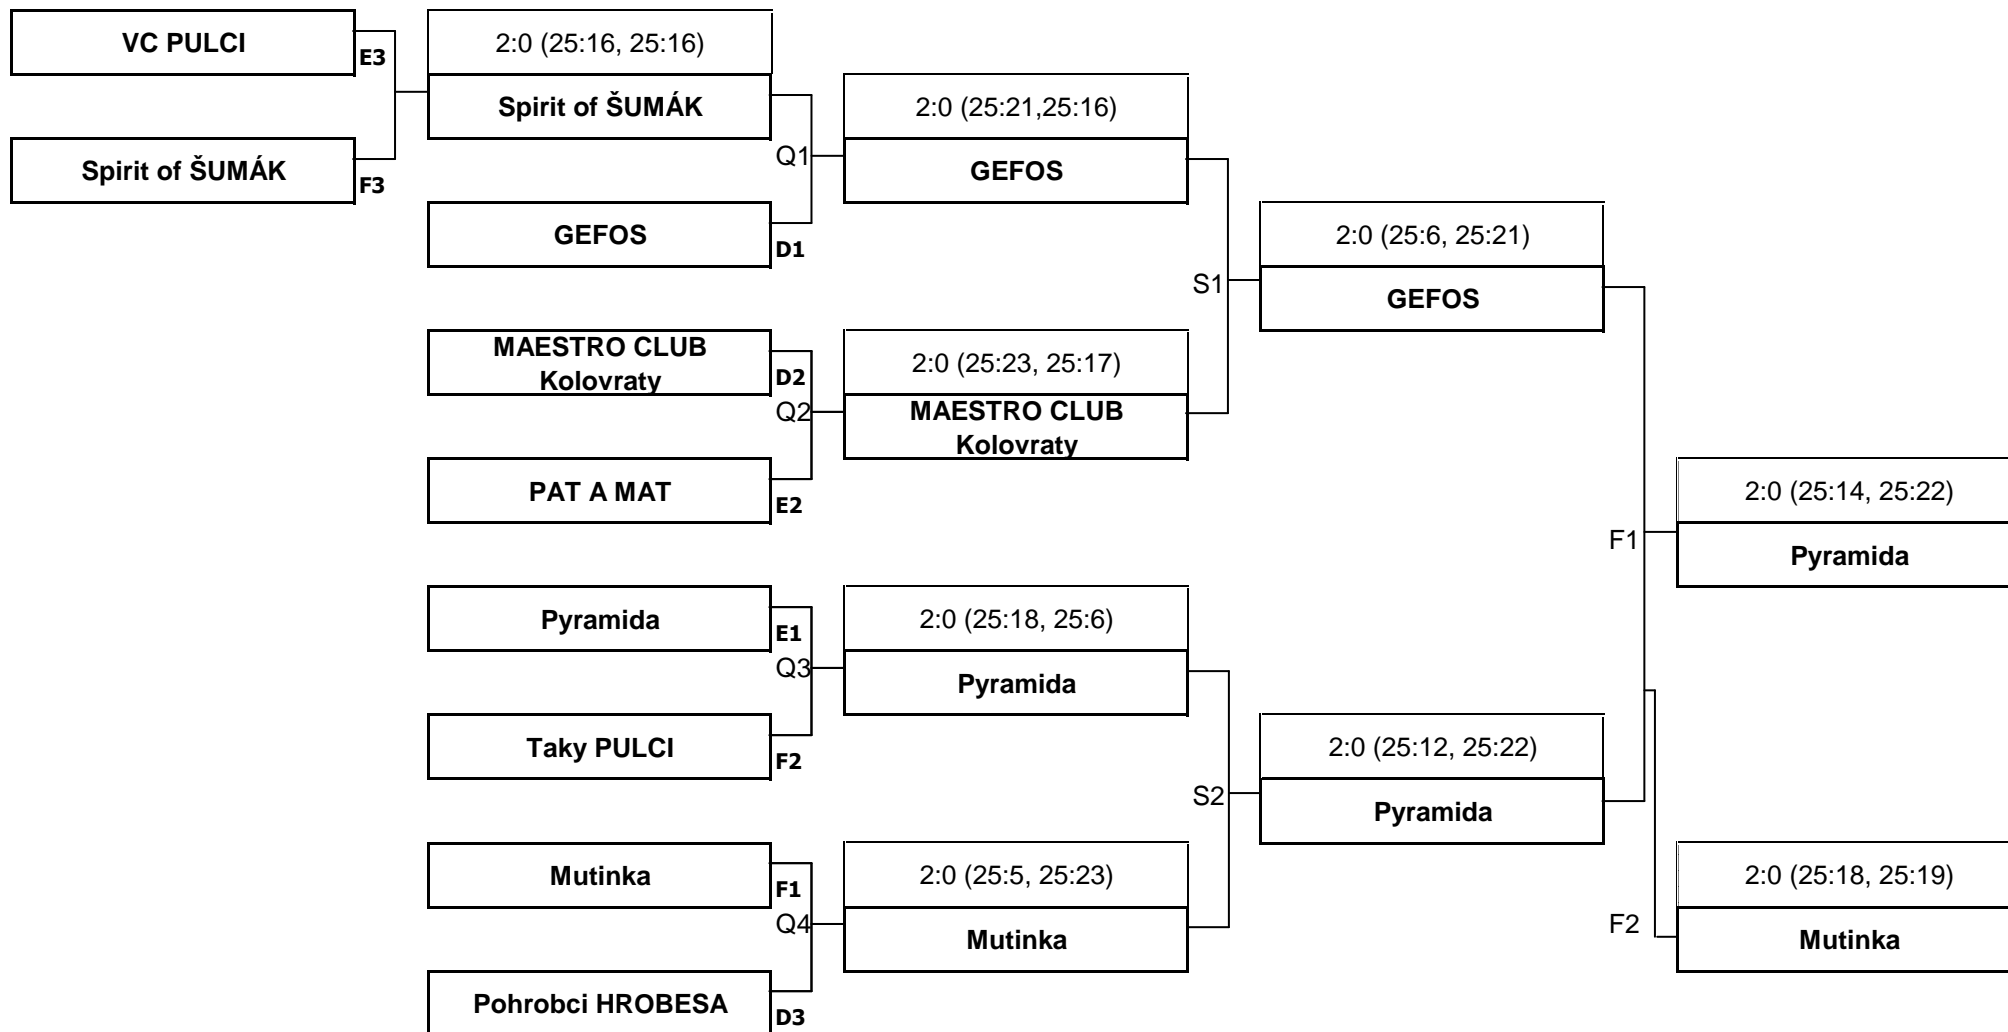 VC PULCI
E3
2:0 (25:16, 25:16)
Spirit of ŠUMÁK
2:0 (25:21,25:16)
Spirit of ŠUMÁK
F3
Q1
GEFOS
GEFOS
D1
2:0 (25:6, 25:21)
S1
GEFOS
MAESTRO CLUB
Kolovraty
D2
2:0 (25:23, 25:17)
Q2
MAESTRO CLUB
Kolovraty
PAT A MAT
E2
2:0 (25:14, 25:22)
F1
Pyramida
Pyramida
E1
2:0 (25:18, 25:6)
Q3
Pyramida
Taky PULCI
F2
2:0 (25:12, 25:22)
S2
Pyramida
Mutinka
F1
2:0 (25:5, 25:23)
2:0 (25:18, 25:19)
Q4
Mutinka
F2
Mutinka
Pohrobci HROBESA
D3